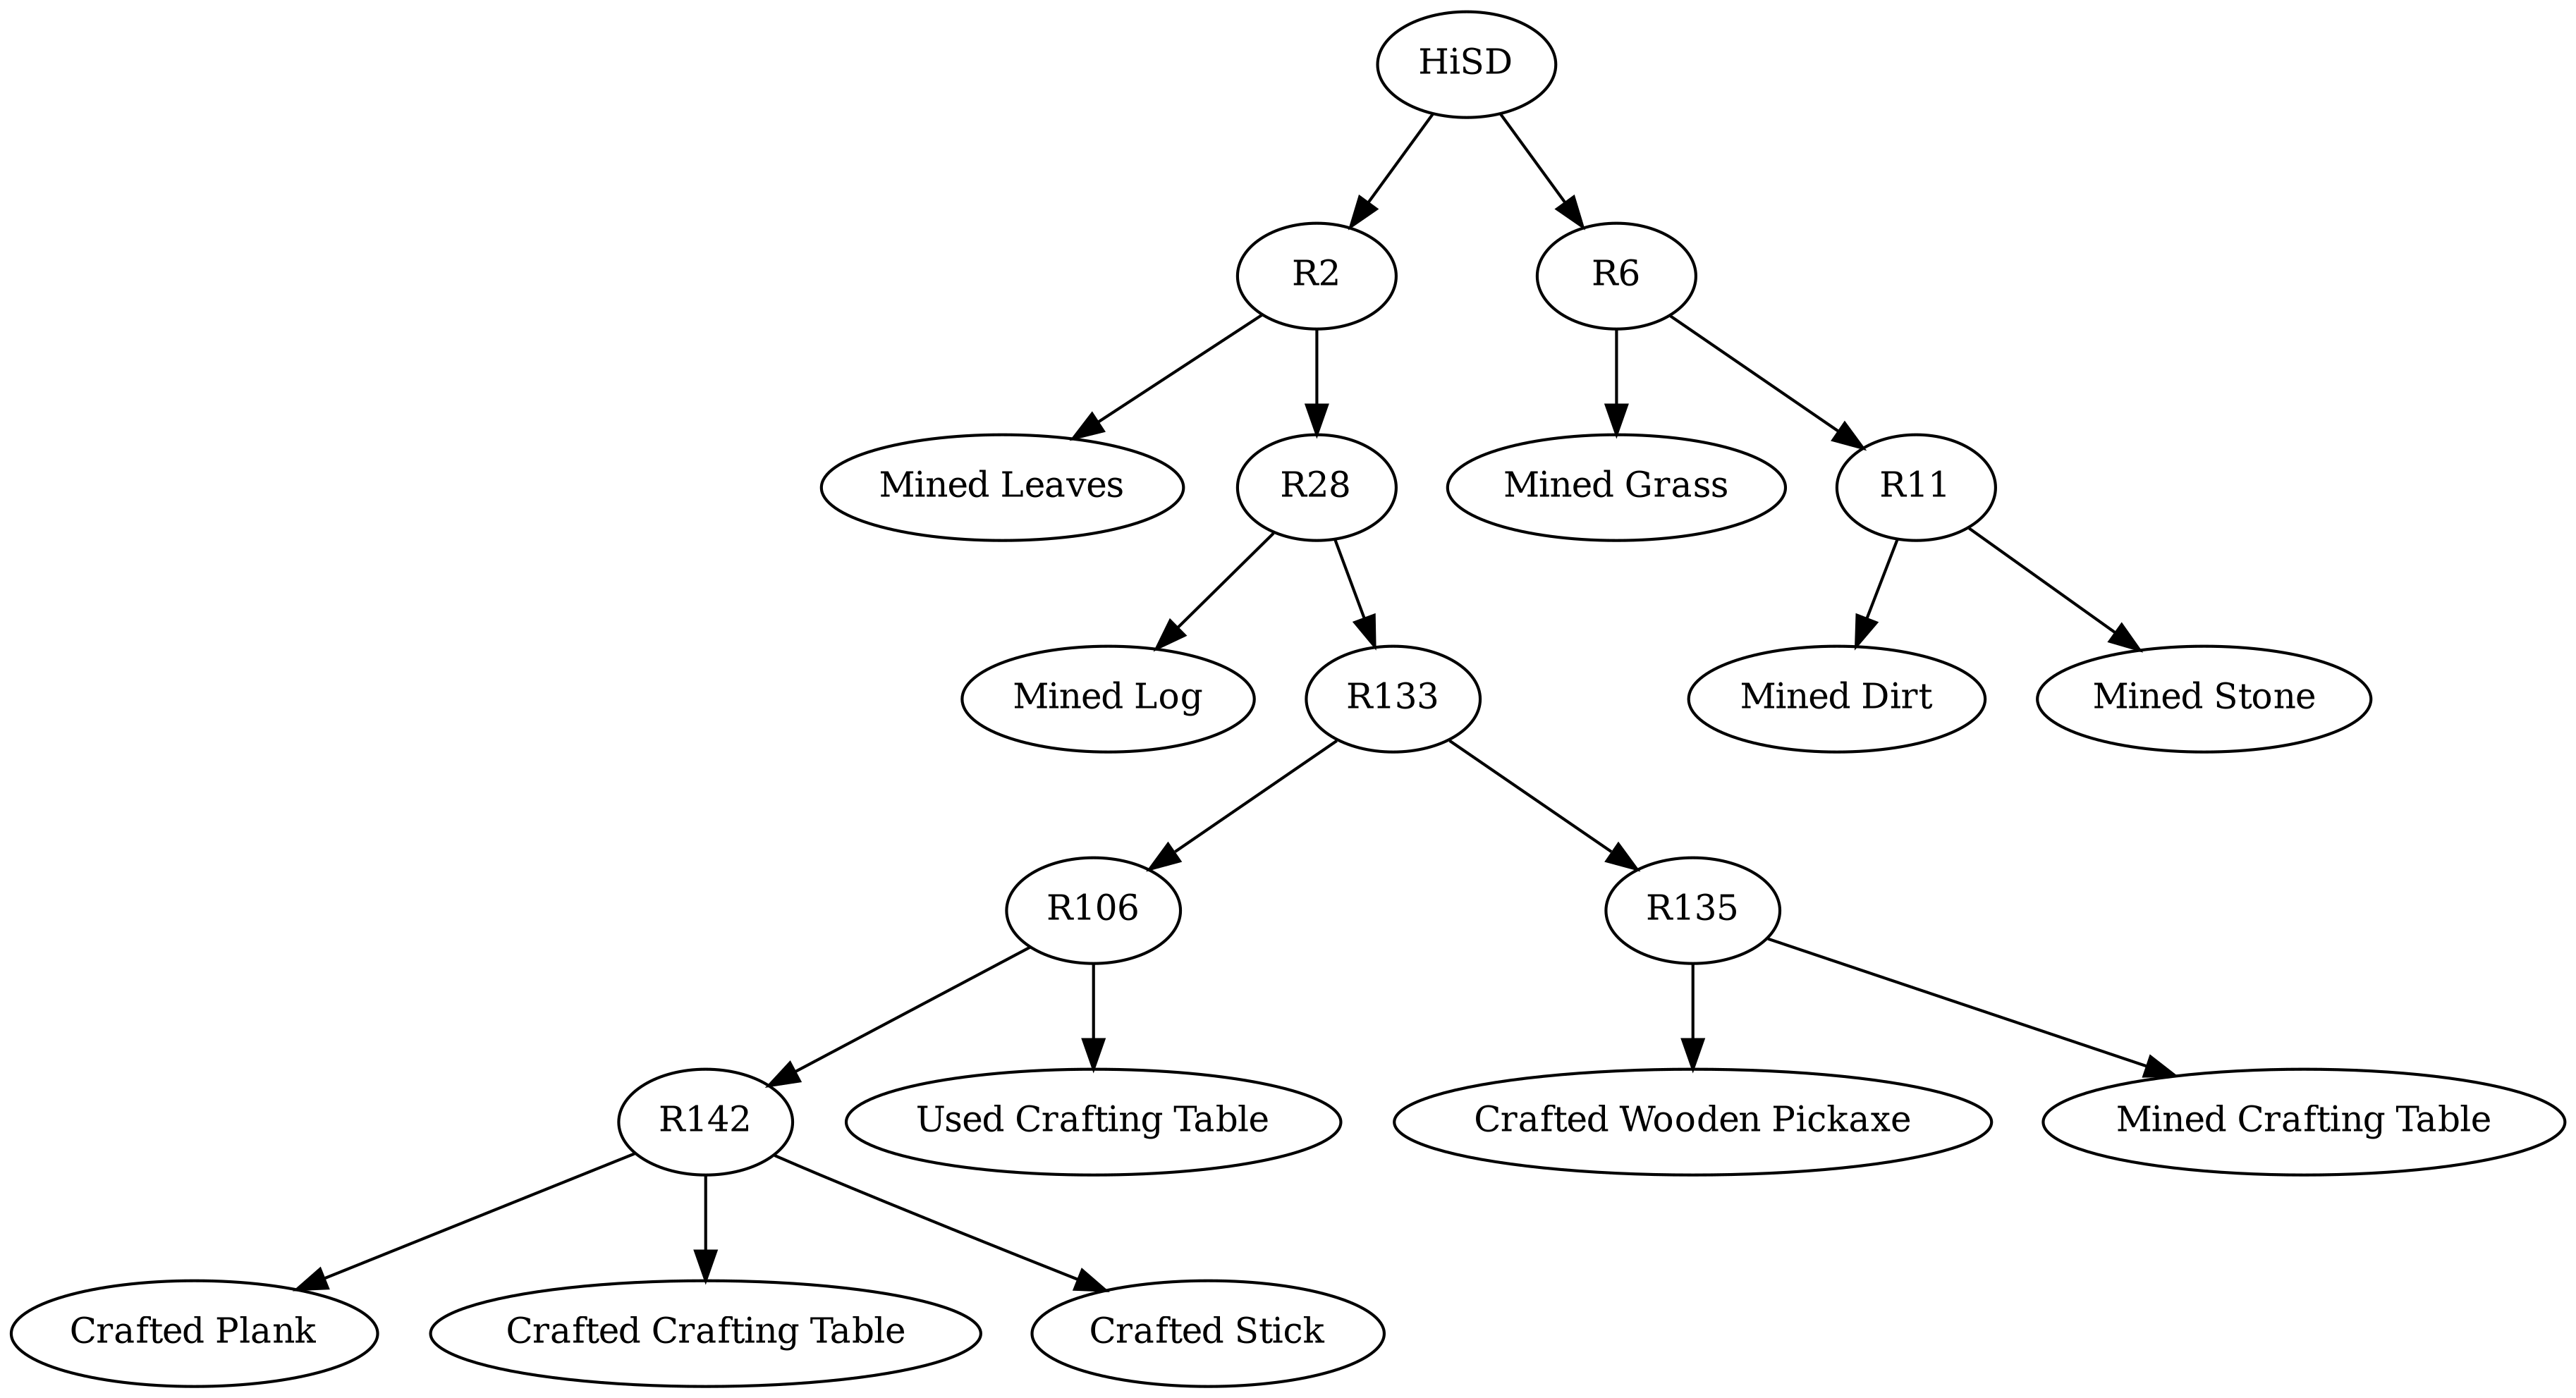 HiSD
R2
R6
Mined Leaves
R28
Mined Grass
R11
Mined Log
R133
Mined Dirt
Mined Stone
R106
R135
R142
Used Crafting Table
Crafted Wooden Pickaxe
Mined Crafting Table
Crafted Plank
Crafted Crafting Table
Crafted Stick